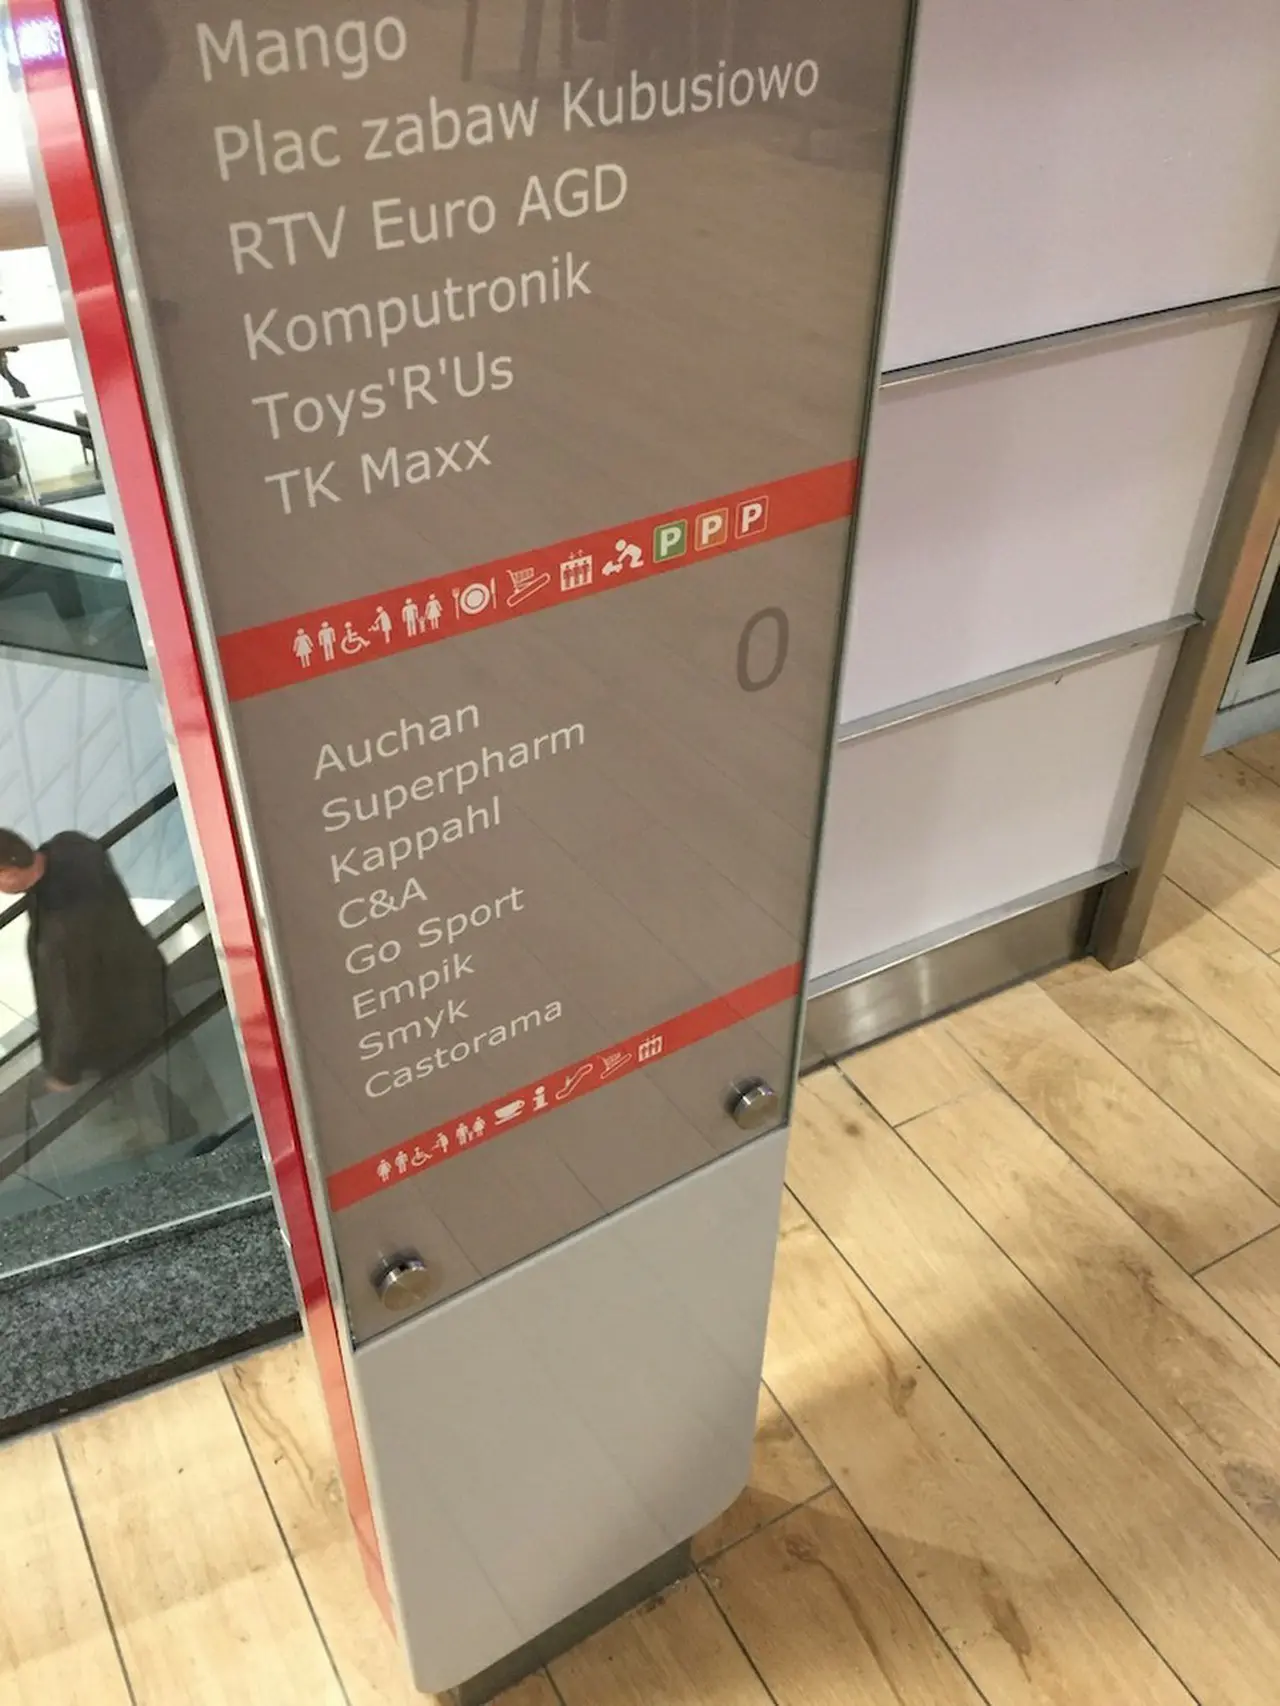 Mango
Plac zabaw Kubusiowo
RTV Euro AGD
Komputronik
Toys'R'Us
TK Maxx
P P P
0
Auchan
Superpharm
Kappahl
C&A
Go Sport
Empik
Smyk
Castorama
i